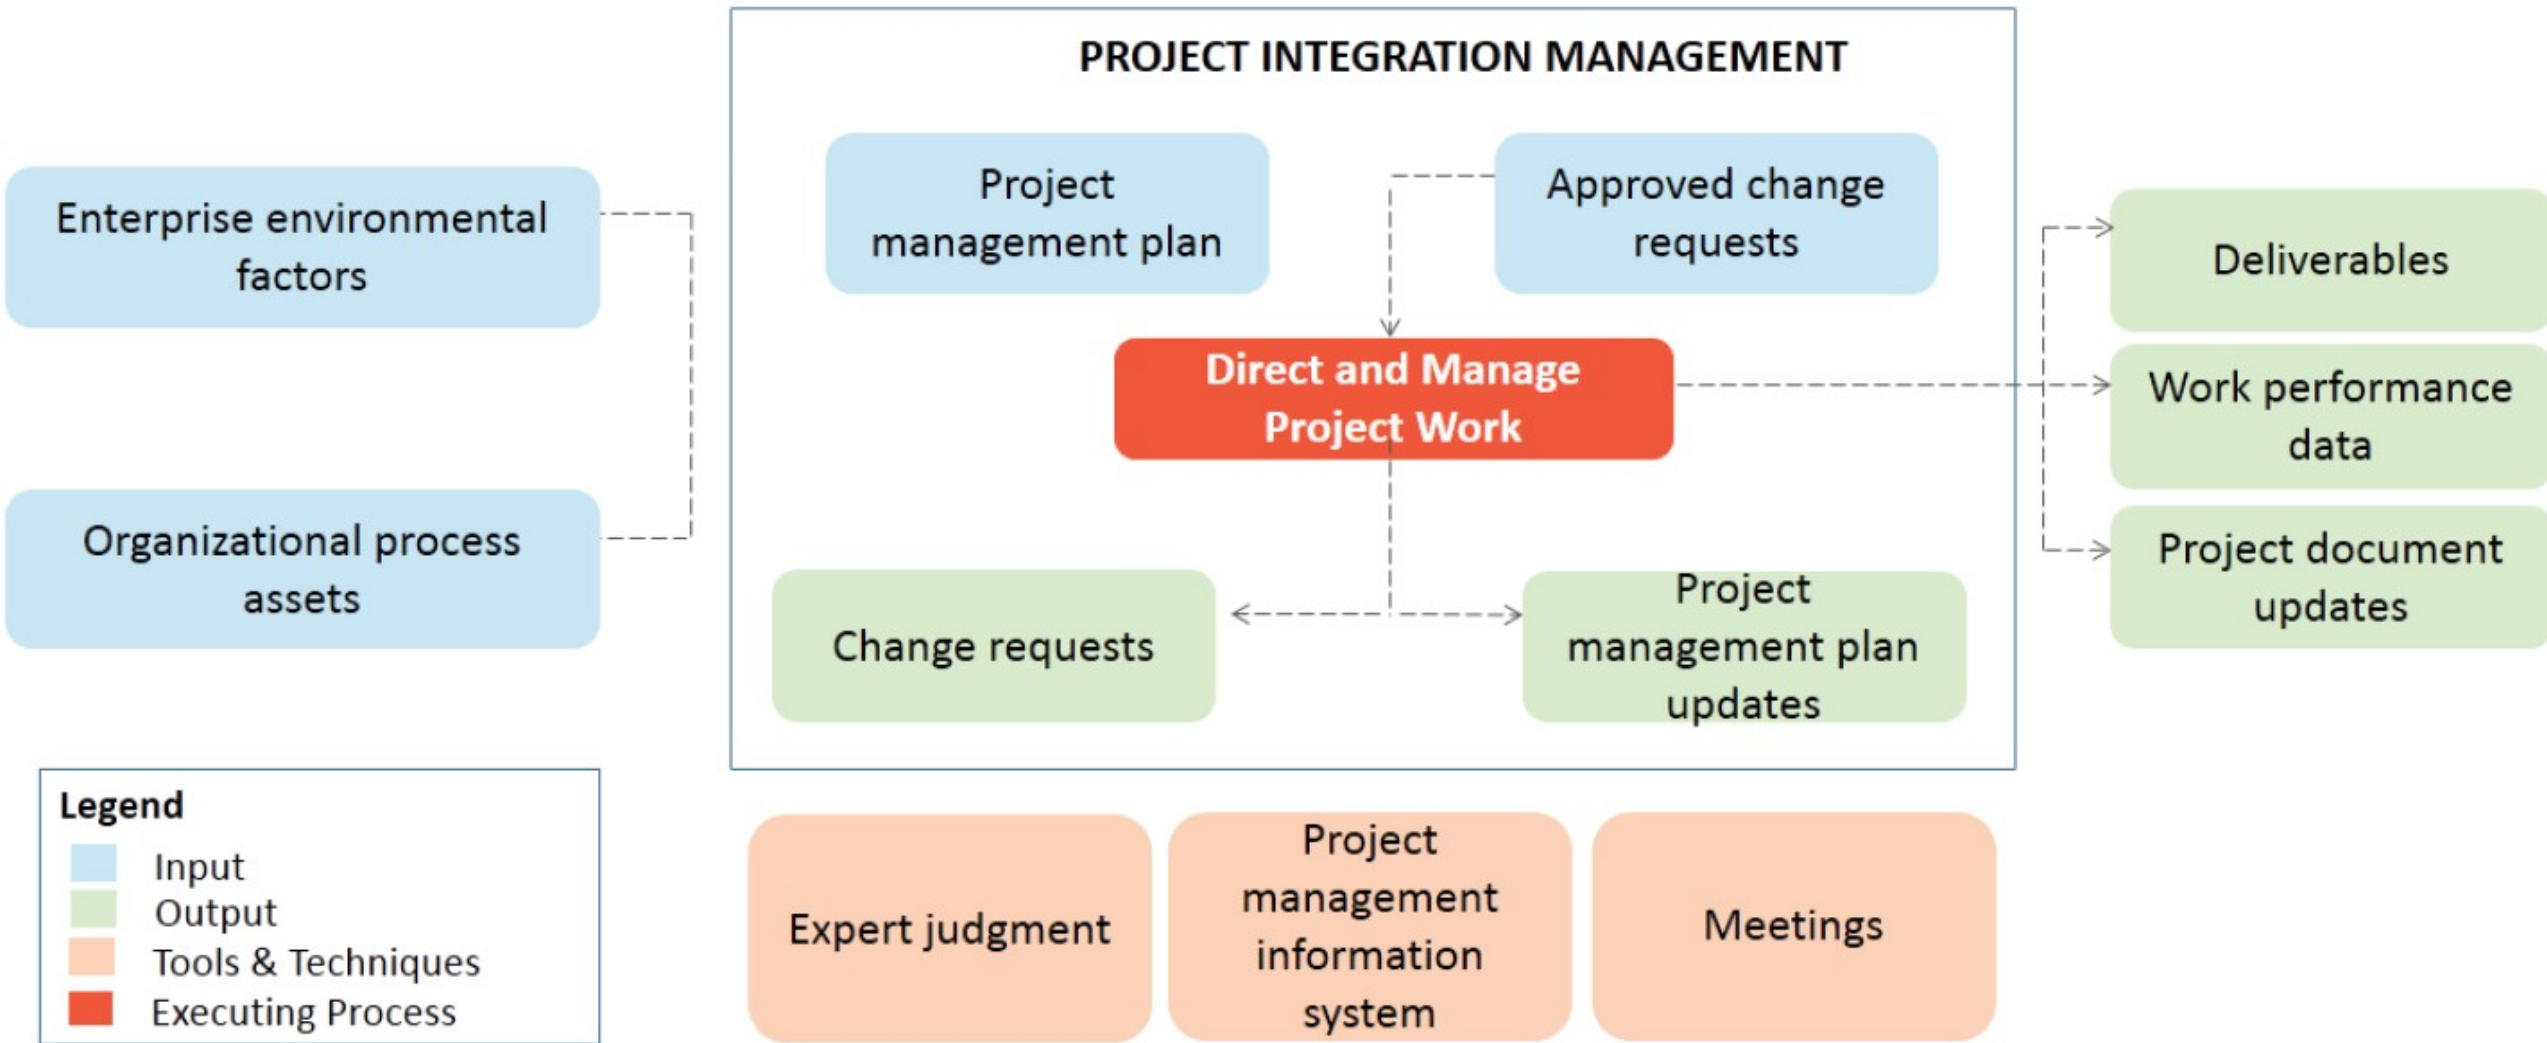 PROJECT INTEGRATION MANAGEMENT
Enterprise environmental
factors
Organizational process
assets
Project
management plan
Approved change
requests
Direct and Manage
Project Work
Change requests
Project
management plan
updates
Deliverables
Work performance
data
Project document
updates
Legend
Input
Output
Tools & Techniques
Executing Process
Expert judgment
Project
management
information
system
Meetings